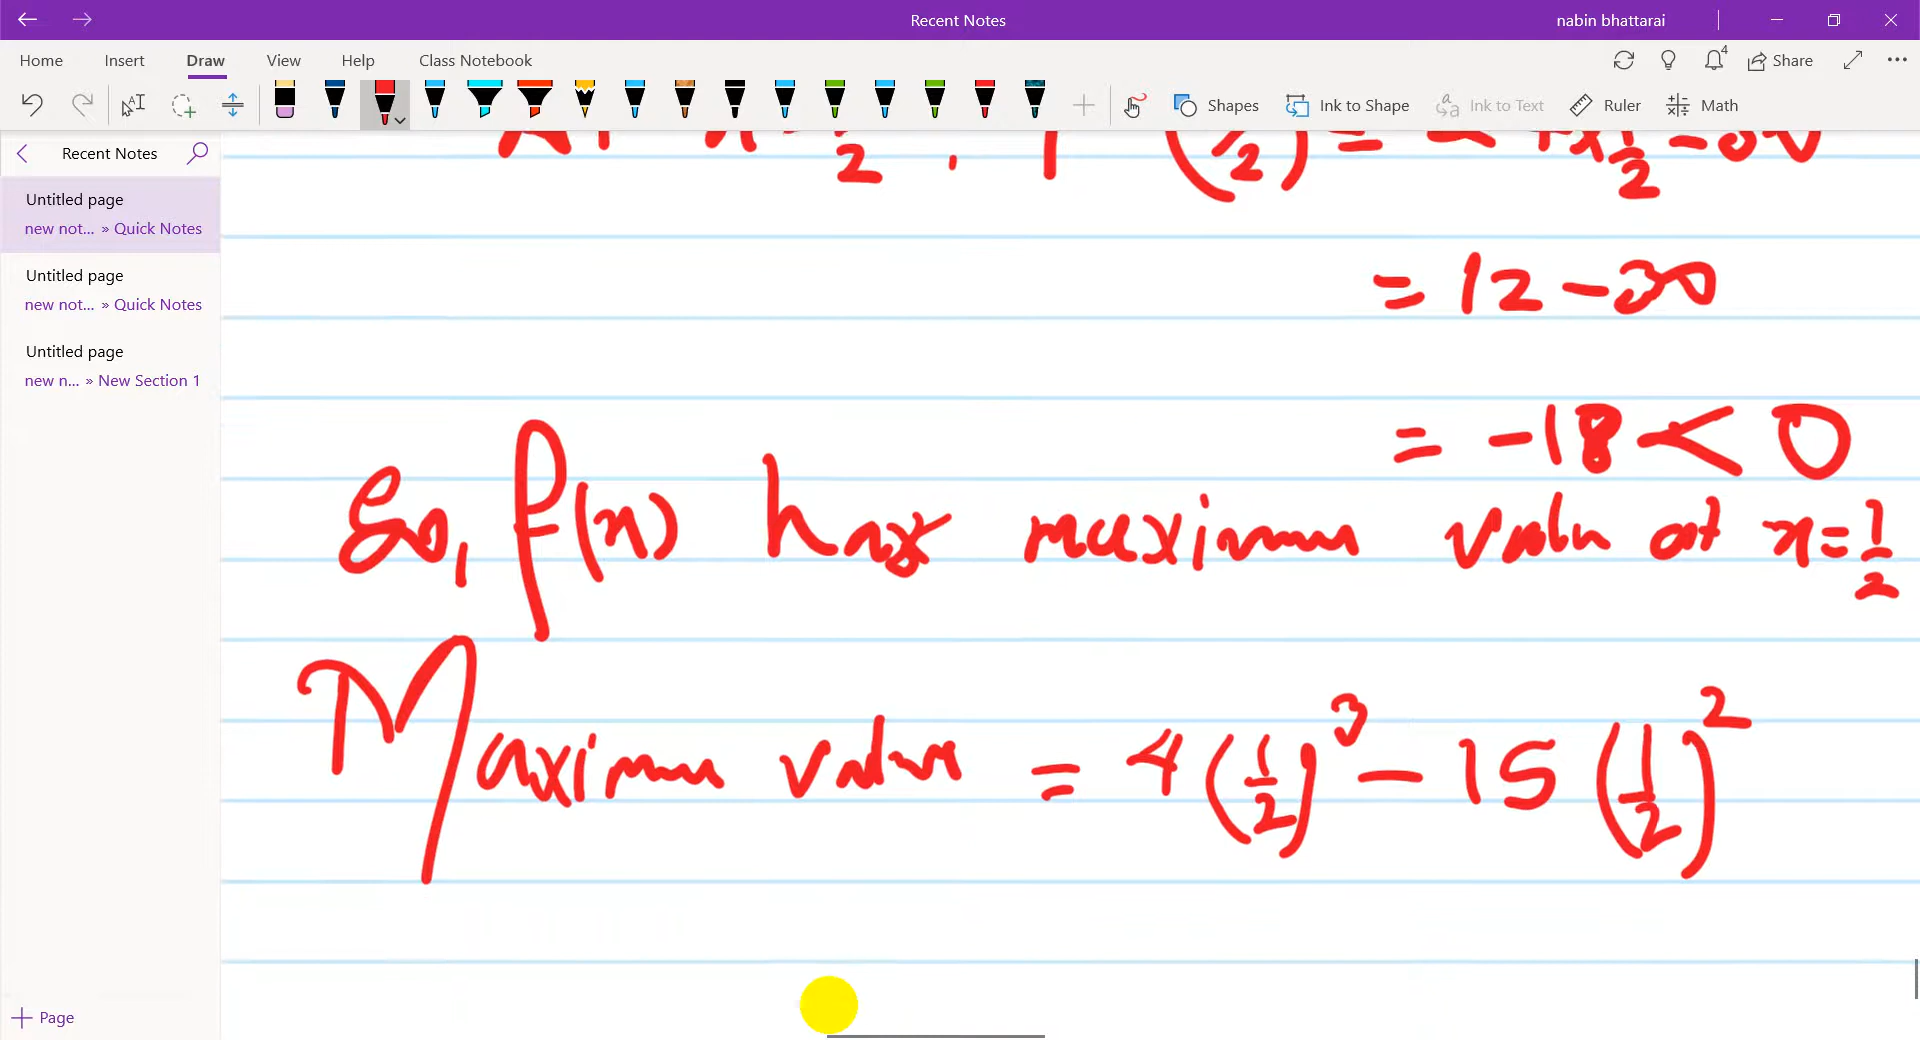 Recent Notes
nabin bhattarai
Home Insert Draw View Help Class Notebook
4 Share
Shapes Ink to Shape Ink to Text Ruler Math
Recent Notes
Untitled page
new not... » Quick Notes
Untitled page
new not... » Quick Notes
Untitled page
new n... » New Section 1
Page
= 12 - 30
= -18 < 0
So, f(x) has maximum value at x = 1/2
Maximum value = 4(1/2)³ - 15(1/2)²